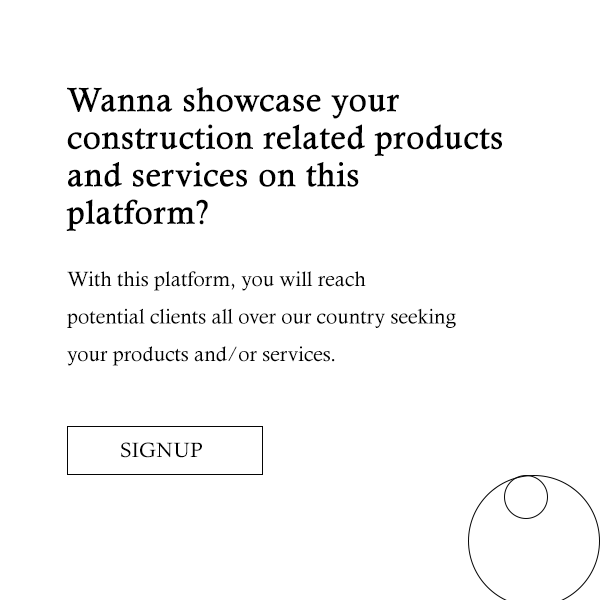 Wanna showcase your
construction related products
and services on this
platform?
With this platform, you will reach
potential clients all over our country seeking
your products and/or services.
SIGNUP